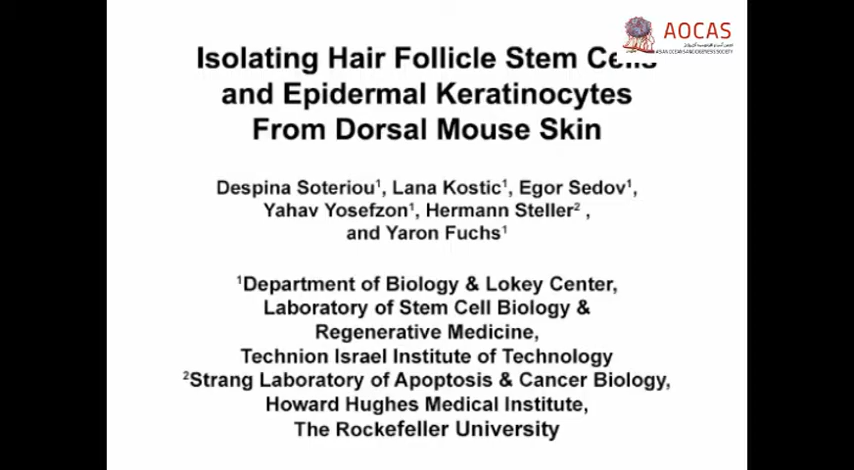 AOCAS
Isolating Hair Follicle Stem Cells
and Epidermal Keratinocytes
From Dorsal Mouse Skin
Despina Soteriou¹, Lana Kostic¹, Egor Sedov¹,
Yahav Yosefzon¹, Hermann Steller² ,
and Yaron Fuchs¹
¹Department of Biology & Lokey Center,
Laboratory of Stem Cell Biology &
Regenerative Medicine,
Technion Israel Institute of Technology
²Strang Laboratory of Apoptosis & Cancer Biology,
Howard Hughes Medical Institute,
The Rockefeller University